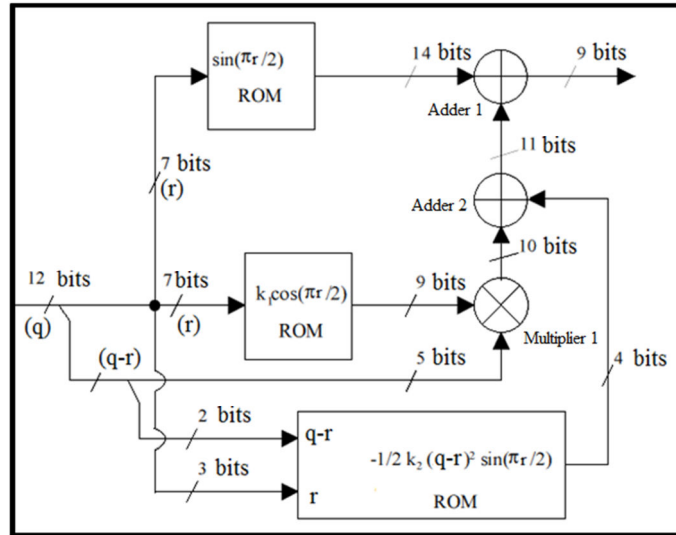 sin(πr/2)
ROM
14 bits
9 bits
Adder 1
11 bits
7 bits
(r)
Adder 2
10 bits
12 bits
(q)
7bits
(r)
k₁cos(πr/2)
ROM
9 bits
Multiplier 1
(q-r)
5 bits
4 bits
2 bits
q-r
-1/2 k₂ (q-r)² sin(πr/2)
3 bits
r
ROM